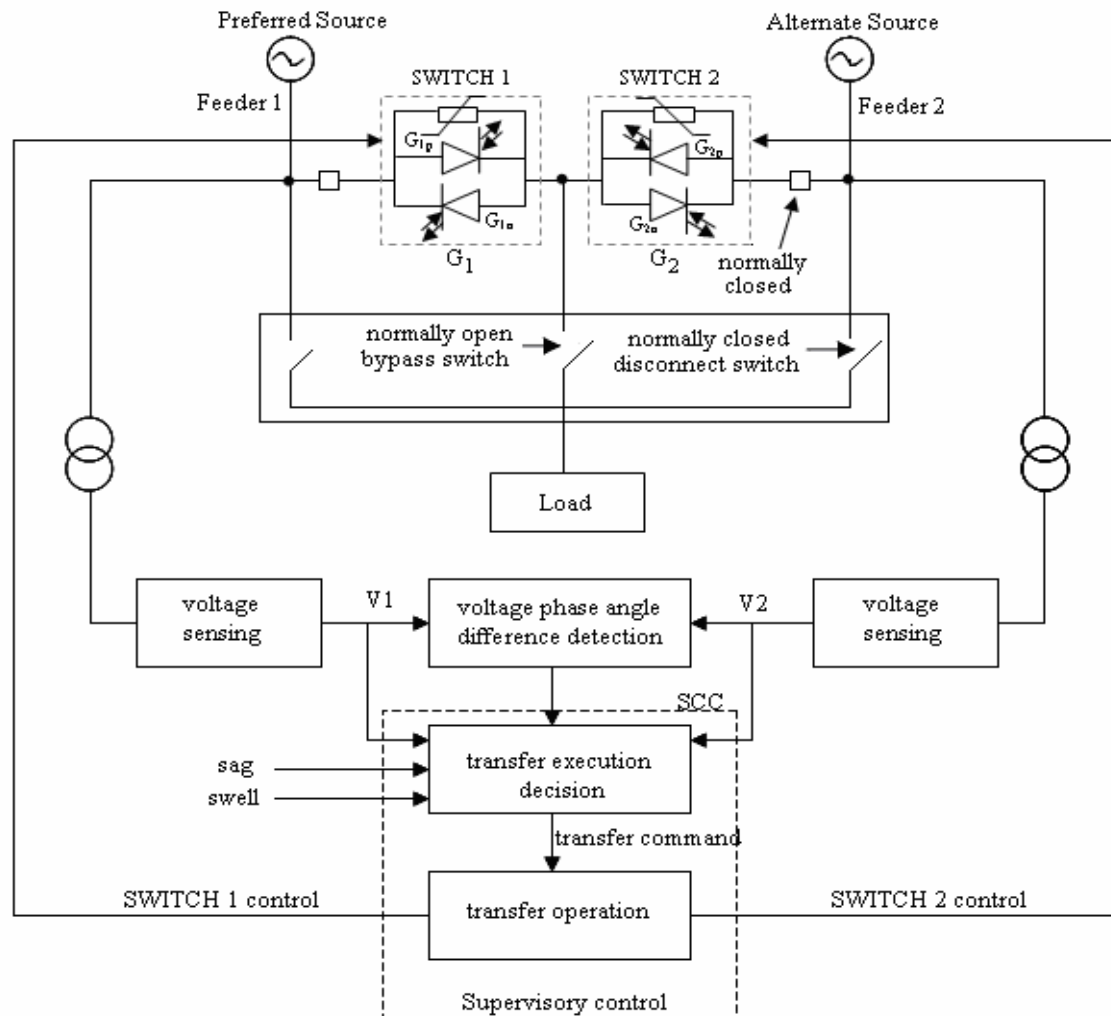 Preferred Source
Alternate Source
SWITCH 1
SWITCH 2
Feeder 1
Feeder 2
G1p
G2p
G1n
G2n
G1
G2
normally
closed
normally open
bypass switch
normally closed
disconnect switch
Load
voltage
sensing
V1
voltage phase angle
difference detection
V2
voltage
sensing
SCC
transfer execution
decision
sag
swell
transfer command
SWITCH 1 control
transfer operation
SWITCH 2 control
Supervisory control